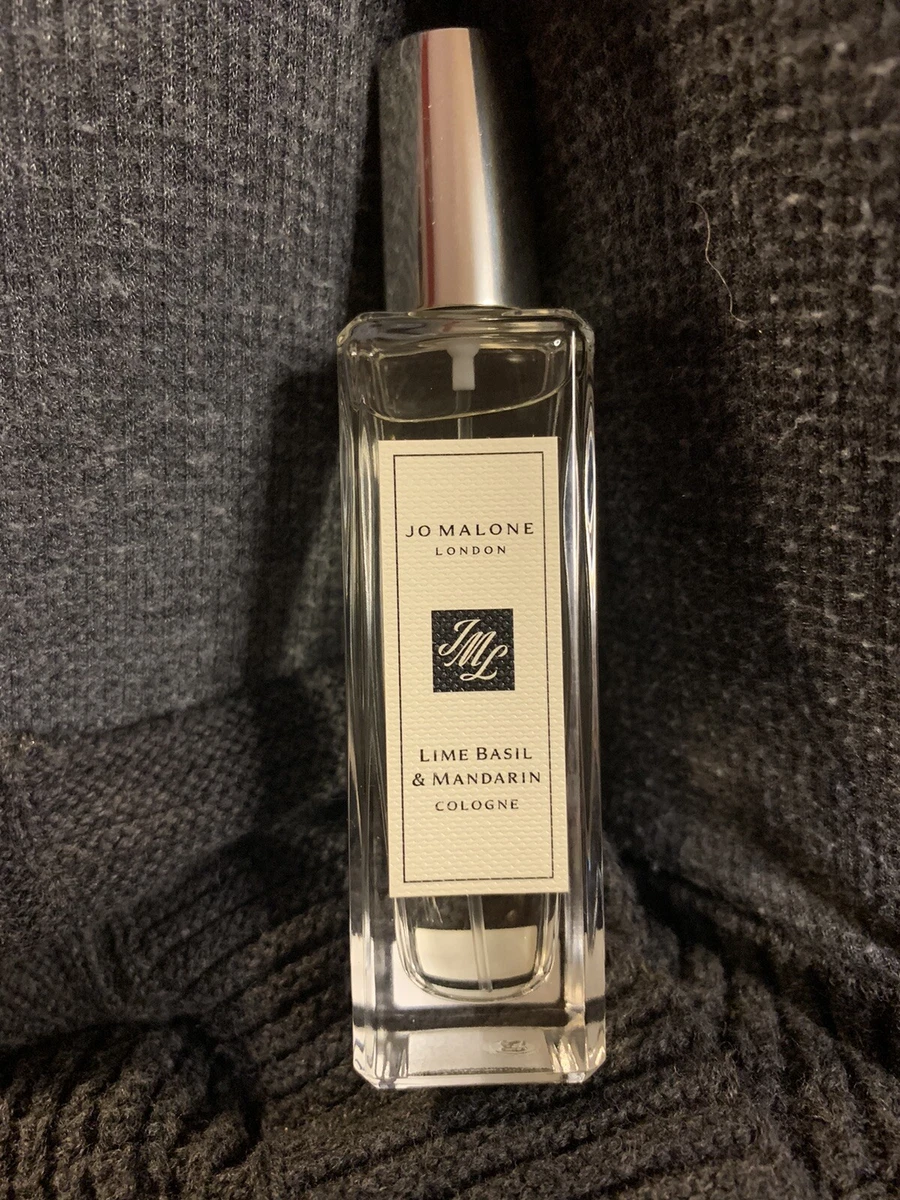 JO MALONE
LONDON
JML
LIME BASIL
& MANDARIN
COLOGNE